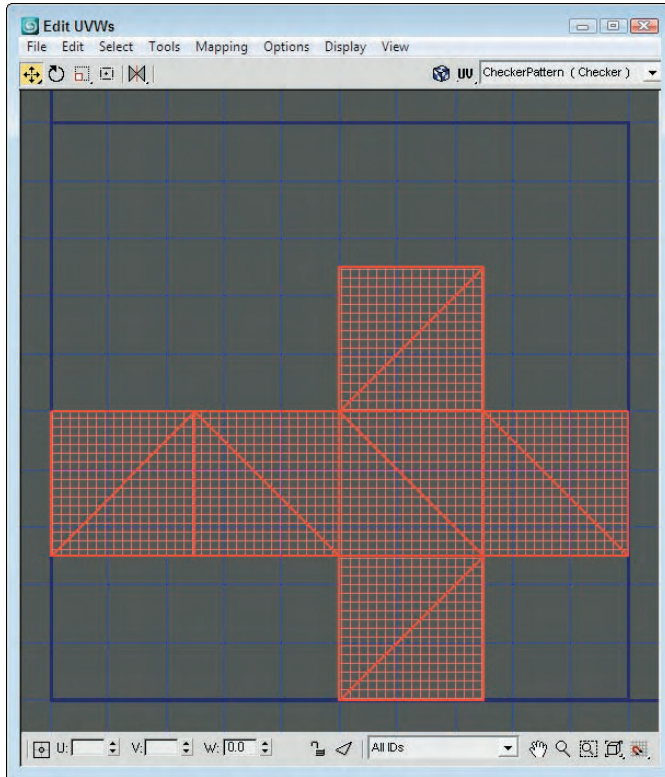 Edit UVWs
File Edit Select Tools Mapping Options Display View
UV CheckerPattern ( Checker )
U: V: W: 0.0 All IDs